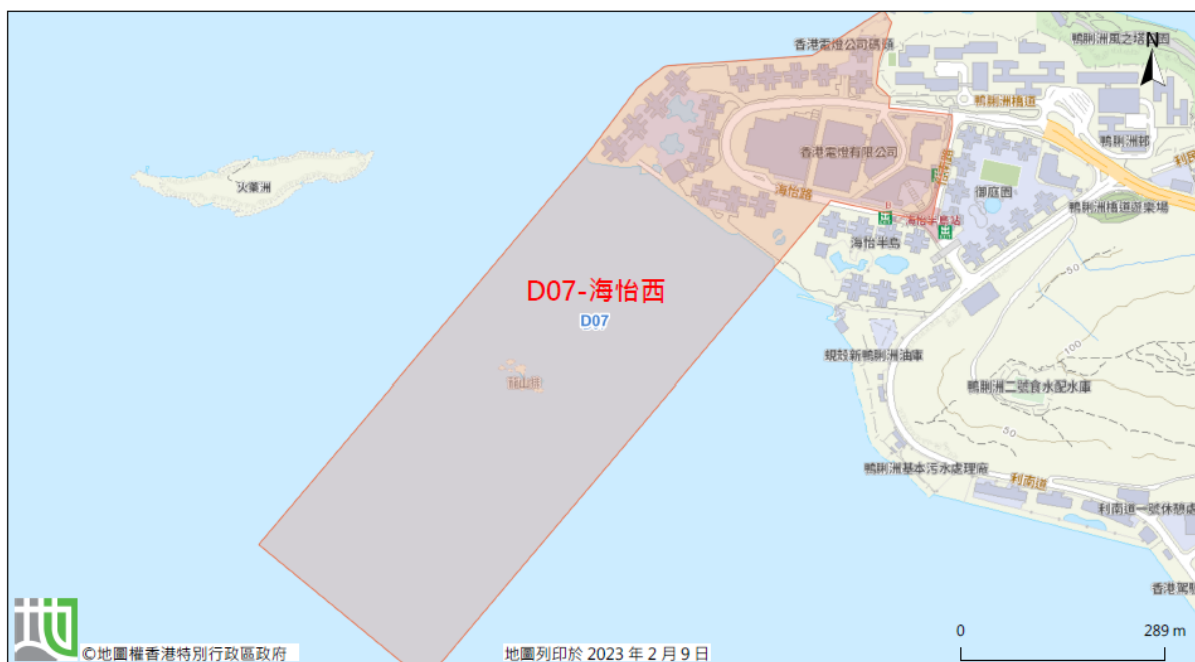 香港電燈公司碼頭
鴨脷洲風之塔公園
N
鴨脷洲橋道
鴨脷洲邨
利民
香港電燈有限公司
怡南路
火藥洲
海怡路
御庭園
鴨脷洲橋道遊樂場
海怡半島站
海怡半島
D07-海怡西
D07
50
100
蜆殼新鴨脷洲油庫
鴨脷洲二號食水配水庫
50
鴨脷洲基本污水處理廠
利南道
利南道一號休憩處
香港駕駛
©地圖權香港特別行政區政府
地圖列印於 2023 年 2 月 9 日
0
289 m